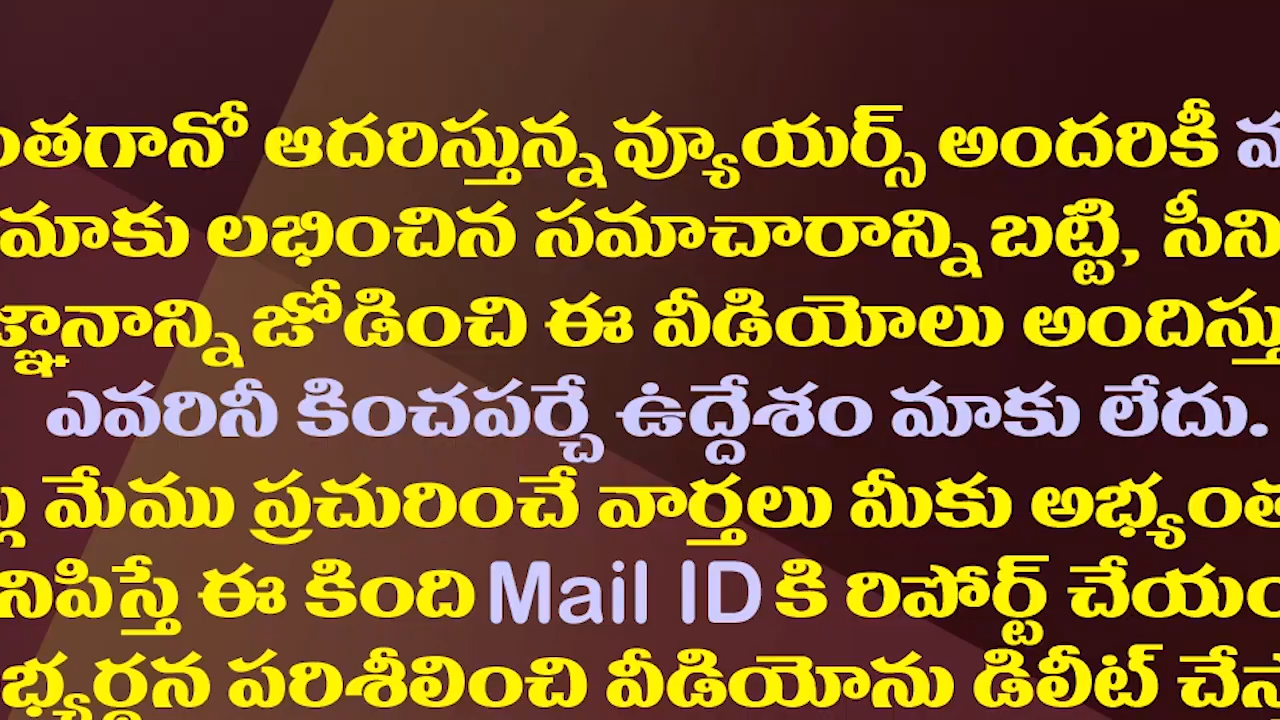 ఆదరిస్తున్న వ్యూయర్స్ అందరికీ
మాకు లభించిన సమాచారాన్ని బట్టి,
జోడించి ఈ వీడియోలు
ఎవరినీ కించపర్చే ఉద్దేశం మాకు లేదు.
మేము ప్రచురించే వార్తలు మీకు
ఈ కింది Mail ID కి రిపోర్ట్
పరిశీలించి వీడియోను డిలీట్